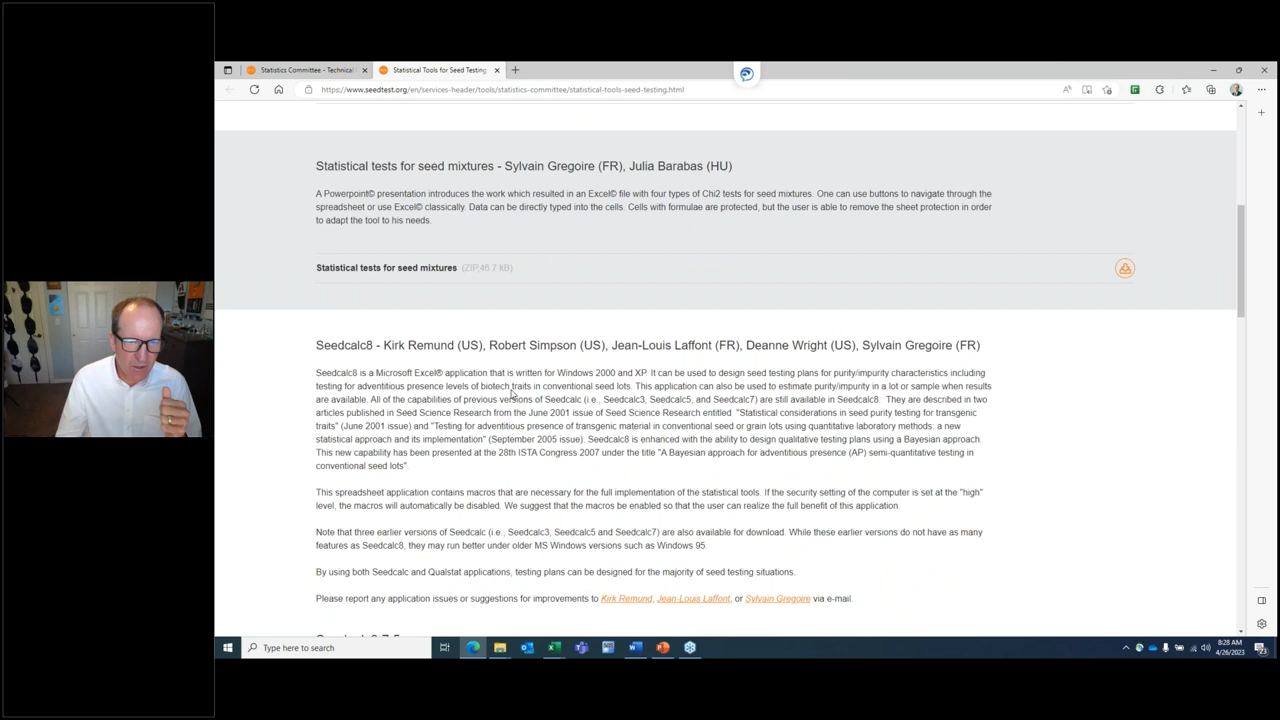 Statistics Committee - Technical
Statistical Tools for Seed Testing
https://www.seedtest.org/en/services-header/tools/statistics-committee/statistical-tools-seed-testing.html
Statistical tests for seed mixtures - Sylvain Gregoire (FR), Julia Barabas (HU)
A Powerpoint© presentation introduces the work which resulted in an Excel© file with four types of Chi2 tests for seed mixtures. One can use buttons to navigate through the
spreadsheet or use Excel© classically. Data can be directly typed into the cells. Cells with formulae are protected, but the user is able to remove the sheet protection in order
to adapt the tool to his needs.
Statistical tests for seed mixtures (ZIP,46.7 kB)
Seedcalc8 - Kirk Remund (US), Robert Simpson (US), Jean-Louis Laffont (FR), Deanne Wright (US), Sylvain Gregoire (FR)
Seedcalc8 is a Microsoft Excel® application that is written for Windows 2000 and XP. It can be used to design seed testing plans for purity/impurity characteristics including
testing for adventitious presence levels of biotech traits in conventional seed lots. This application can also be used to estimate purity/impurity in a lot or sample when results
are available. All of the capabilities of previous versions of Seedcalc (i.e., Seedcalc3, Seedcalc5, and Seedcalc7) are still available in Seedcalc8. They are described in two
articles published in Seed Science Research from the June 2001 issue of Seed Science Research entitled "Statistical considerations in seed purity testing for transgenic
traits" (June 2001 issue) and "Testing for adventitious presence of transgenic material in conventional seed or grain lots using quantitative laboratory methods: a new
statistical approach and its implementation" (September 2005 issue). Seedcalc8 is enhanced with the ability to design qualitative testing plans using a Bayesian approach.
This new capability has been presented at the 28th ISTA Congress 2007 under the title "A Bayesian approach for adventitious presence (AP) semi-quantitative testing in
conventional seed lots".
This spreadsheet application contains macros that are necessary for the full implementation of the statistical tools. If the security setting of the computer is set at the "high"
level, the macros will automatically be disabled. We suggest that the macros be enabled so that the user can realize the full benefit of this application.
Note that three earlier versions of Seedcalc (i.e., Seedcalc3, Seedcalc5 and Seedcalc7) are also available for download. While these earlier versions do not have as many
features as Seedcalc8, they may run better under older MS Windows versions such as Windows 95.
By using both Seedcalc and Qualstat applications, testing plans can be designed for the majority of seed testing situations.
Please report any application issues or suggestions for improvements to Kirk Remund, Jean-Louis Laffont, or Sylvain Gregoire via e-mail.
Type here to search
8:28 AM
4/26/2023
23